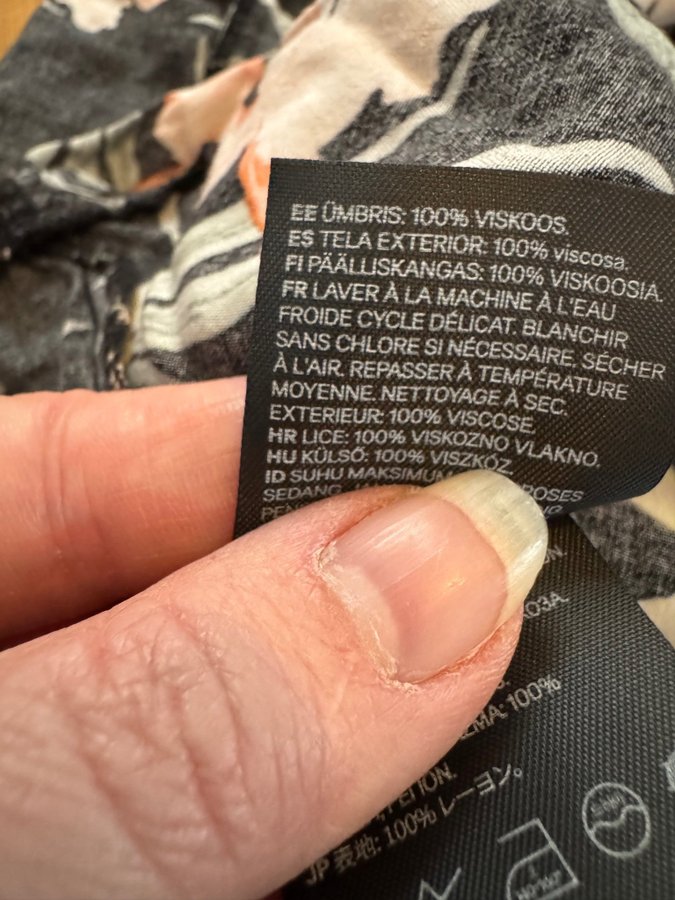 EE ÜMBRIS: 100% VISKOOS.
ES TELA EXTERIOR: 100% viscosa.
FI PÄÄLLISKANGAS: 100% VISKOOSIA.
FR LAVER À LA MACHINE À L'EAU
FROIDE CYCLE DÉLICAT. BLANCHIR
SANS CHLORE SI NÉCESSAIRE. SÉCHER
À L'AIR. REPASSER À TEMPÉRATURE
MOYENNE. NETTOYAGE À SEC.
EXTERIEUR: 100% VISCOSE.
HR LICE: 100% VISKOZNO VLAKNO.
HU KÜLSŐ: 100% VISZKÓZ.
ID SUHU MAKSIMUM
SEDANG.
100%
JP 表地: 100% レーヨン。